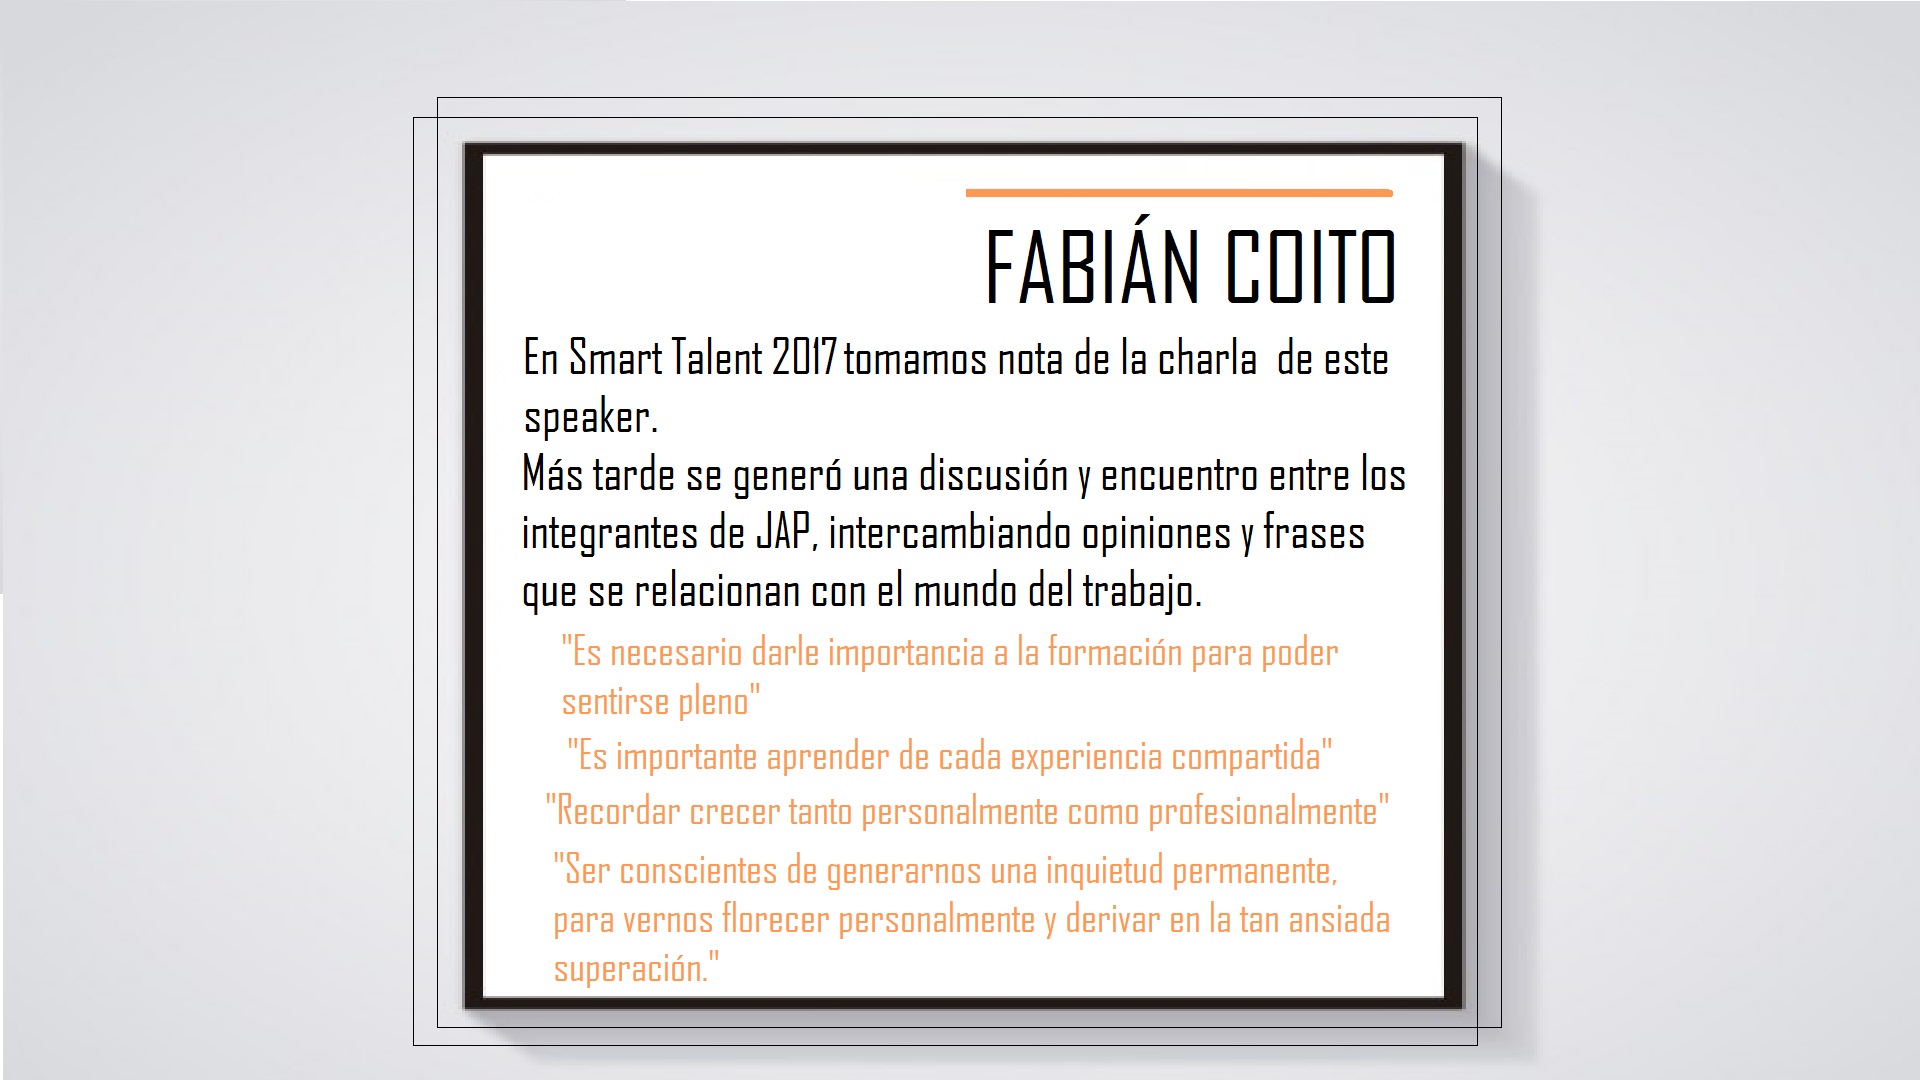 FABIÁN COITO
En Smart Talent 2017 tomamos nota de la charla  de este
speaker.
Más tarde se generó una discusión y encuentro entre los
integrantes de JAP, intercambiando opiniones y frases
que se relacionan con el mundo del trabajo.
"Es necesario darle importancia a la formación para poder
sentirse pleno"
"Es importante aprender de cada experiencia compartida"
"Recordar crecer tanto personalmente como profesionalmente"
"Ser conscientes de generarnos una inquietud permanente,
para vernos florecer personalmente y derivar en la tan ansiada
superación."